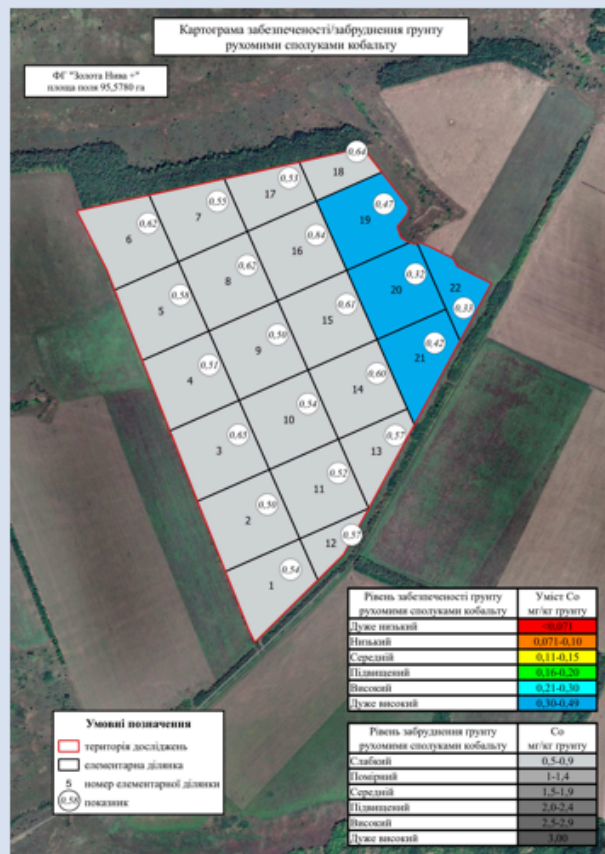 Картограма забезпеченості/забруднення ґрунту
рухомими сполуками кобальту
ФГ "Золота Нива +"
площа поля 95,5780 га
0,64
18
0,53
17
0,55
7
0,62
6
0,47
19
0,84
16
0,62
8
0,58
5
0,32
20
22
0,33
0,61
15
0,50
9
0,51
4
0,42
21
0,60
14
0,54
10
0,65
3
0,57
13
0,52
11
0,50
2
0,57
12
0,54
1
Рівень забезпеченості ґрунту
рухомими сполуками кобальту
Уміст Co
мг/кг ґрунту
Дуже низький <0,071
Низький 0,071-0,10
Середній 0,11-0,15
Підвищений 0,16-0,20
Високий 0,21-0,30
Дуже високий 0,30-0,49
Рівень забруднення ґрунту
рухомими сполуками кобальту
Co
мг/кг ґрунту
Слабкий 0,5-0,9
Помірний 1-1,4
Середній 1,5-1,9
Підвищений 2,0-2,4
Високий 2,5-2,9
Дуже високий 3,00
Умовні позначення
територія досліджень
елементарна ділянка
5 номер елементарної ділянки
0,58 показник